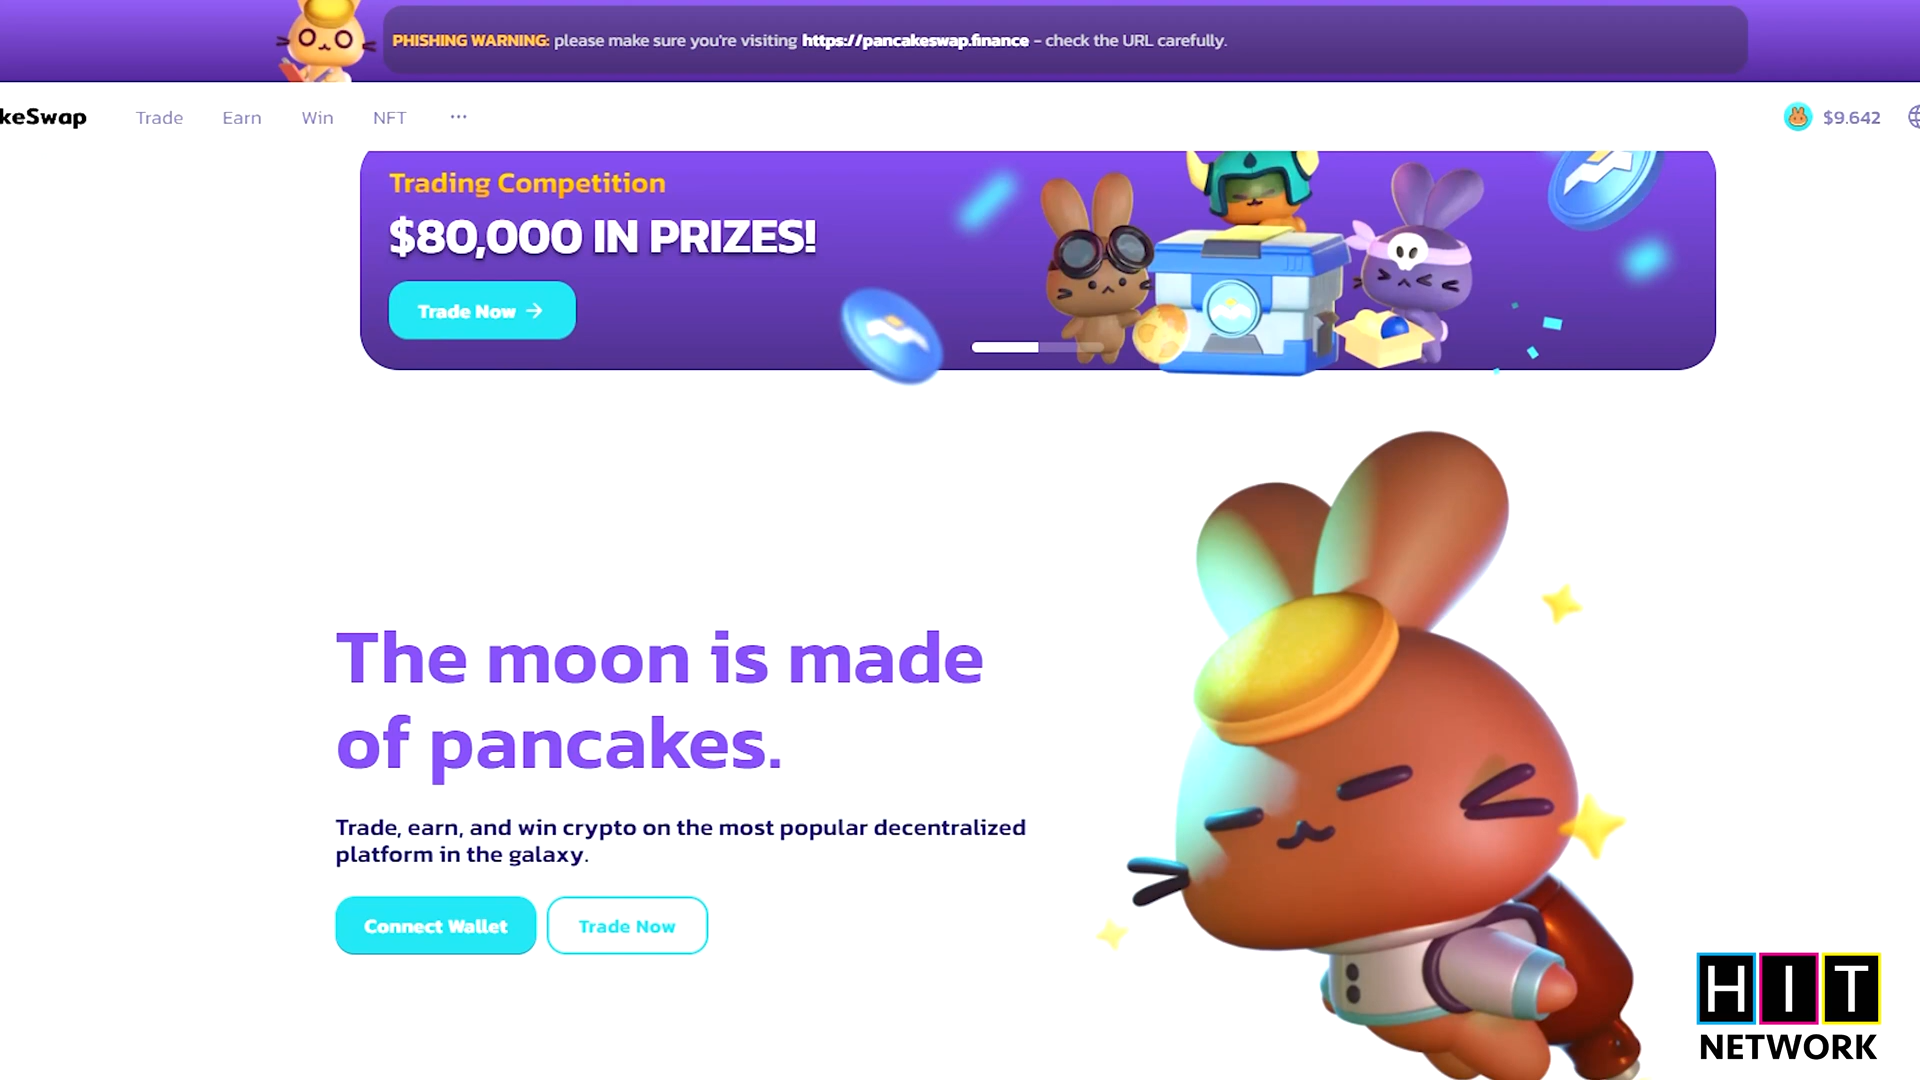 PHISHING WARNING: please make sure you're visiting https://pancakeswap.finance - check the URL carefully.
keSwap Trade Earn Win NFT ··· $9.642
Trading Competition
$80,000 IN PRIZES!
Trade Now →
The moon is made
of pancakes.
Trade, earn, and win crypto on the most popular decentralized
platform in the galaxy.
Connect Wallet Trade Now
HIT
NETWORK